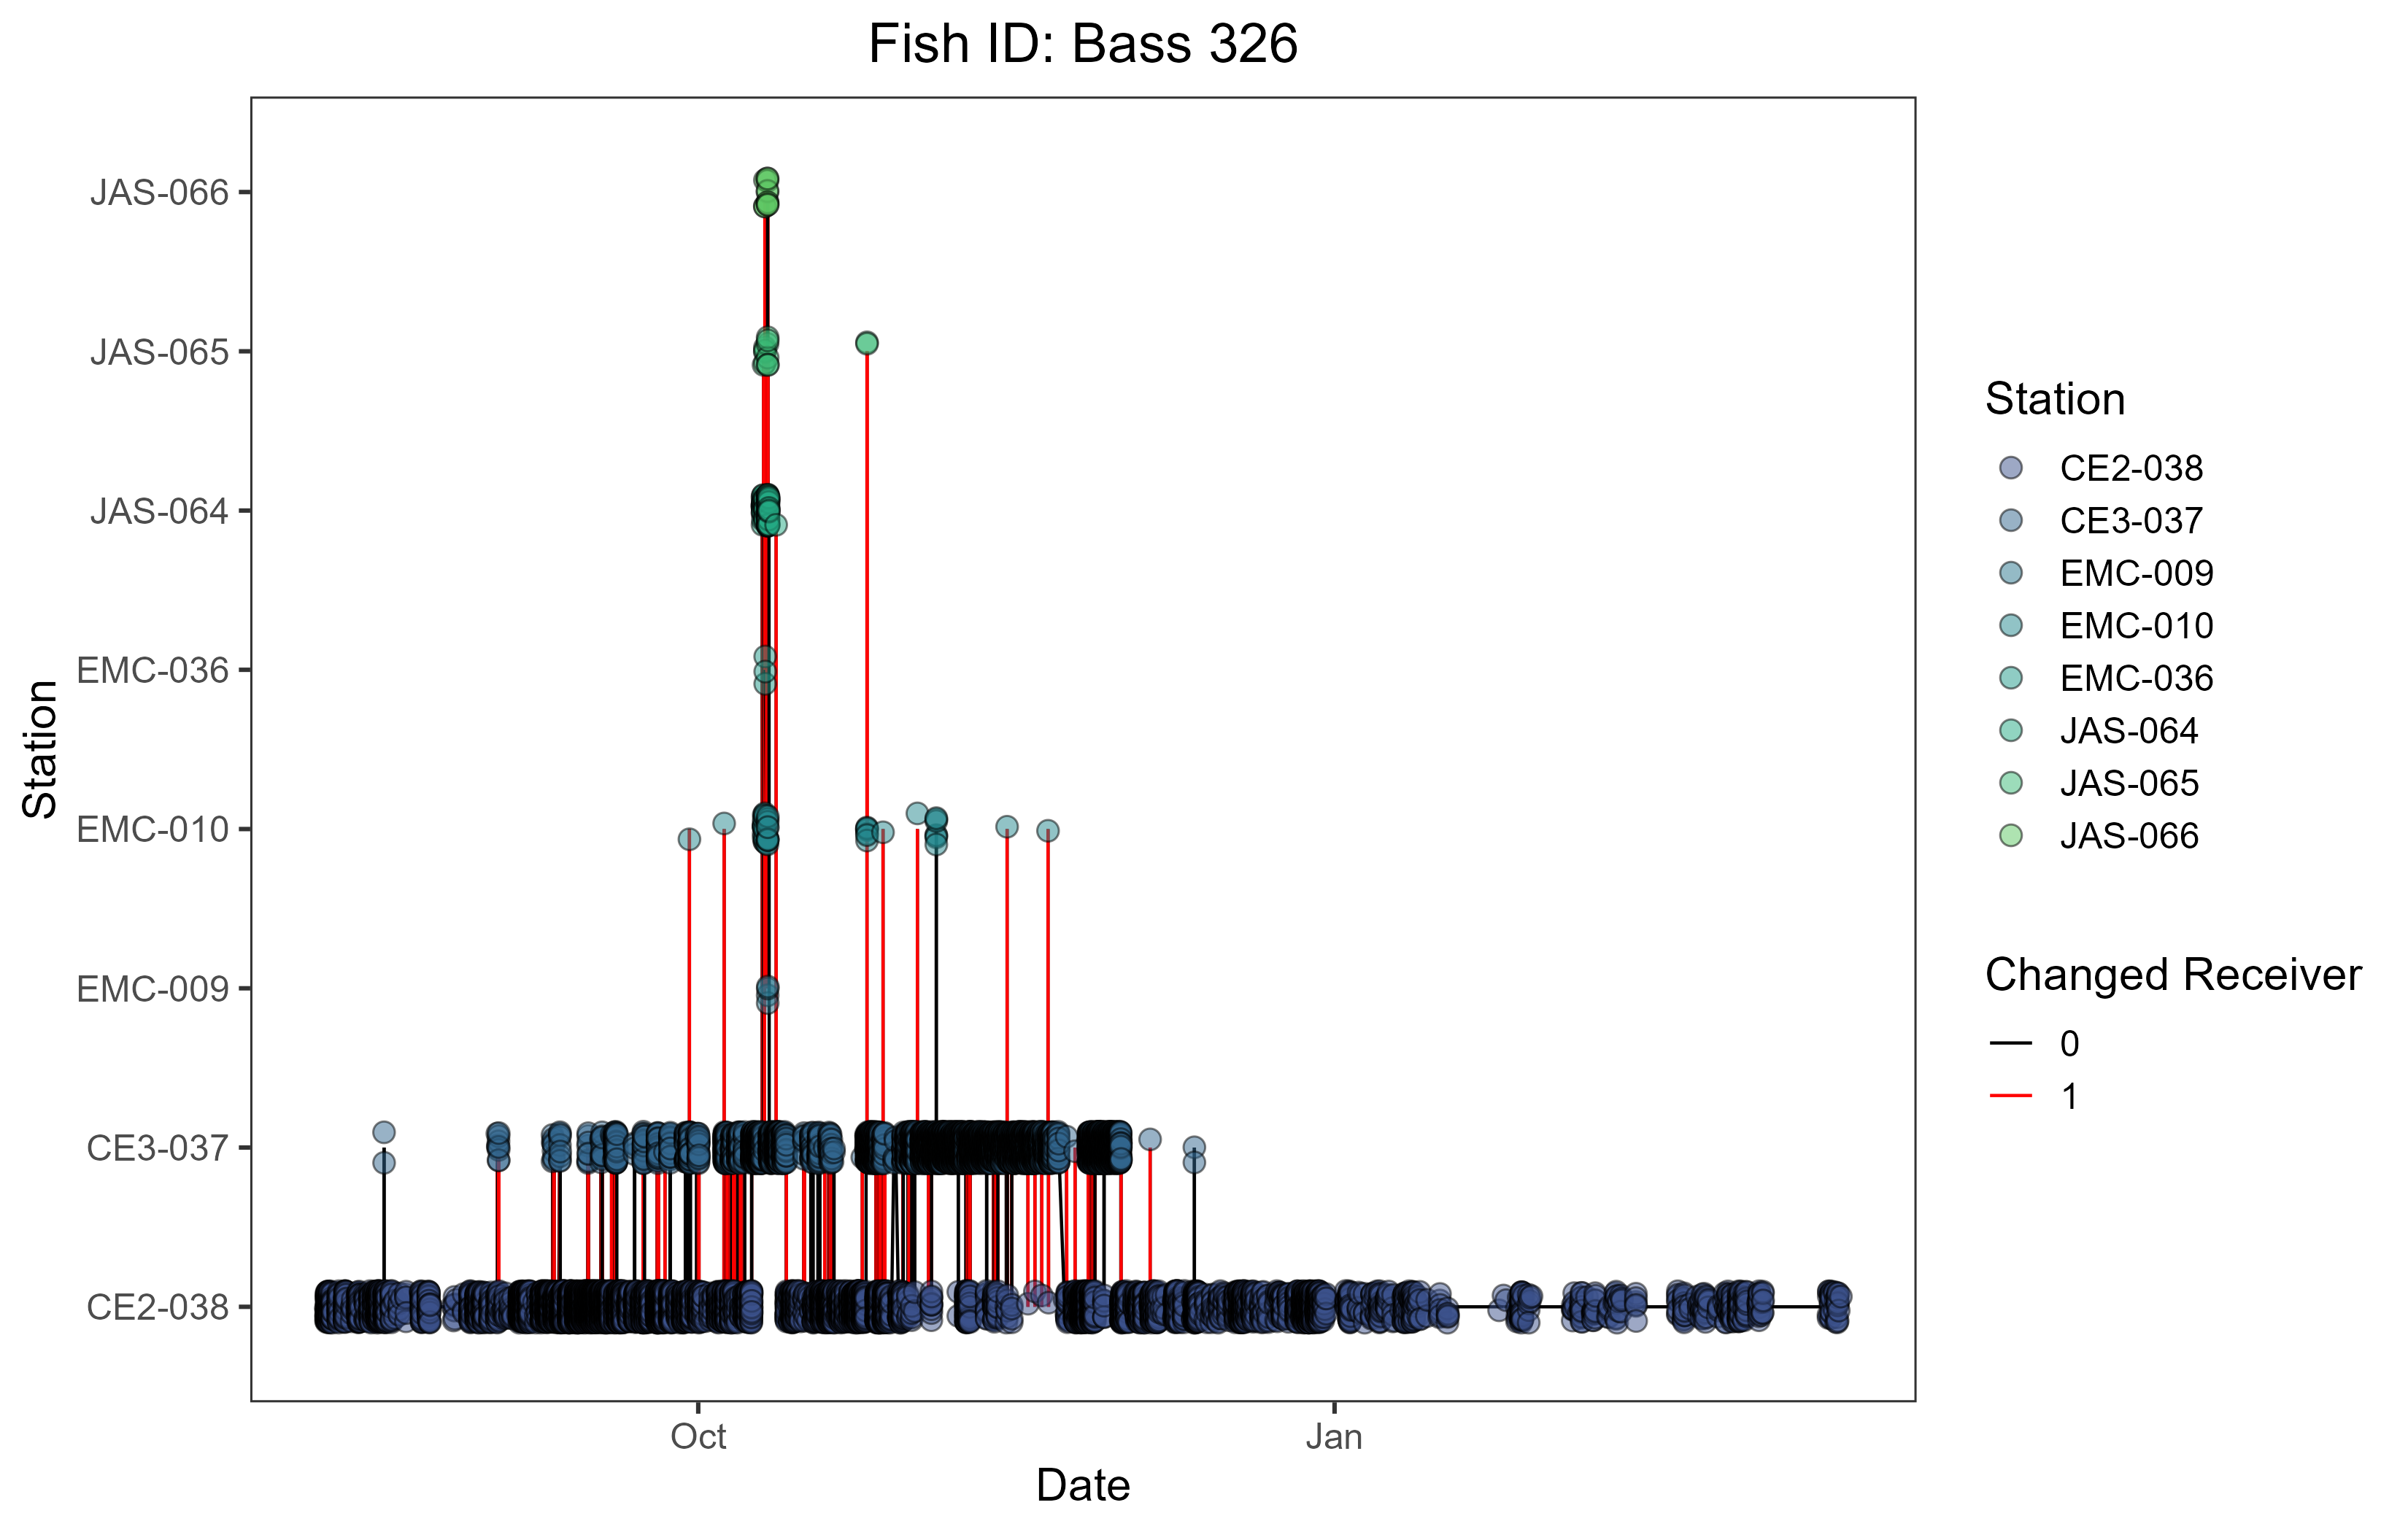 Fish ID: Bass 326
Station
JAS-066
JAS-065
JAS-064
EMC-036
EMC-010
EMC-009
CE3-037
CE2-038
Oct
Jan
Date
Station
CE2-038
CE3-037
EMC-009
EMC-010
EMC-036
JAS-064
JAS-065
JAS-066
Changed Receiver
0
1